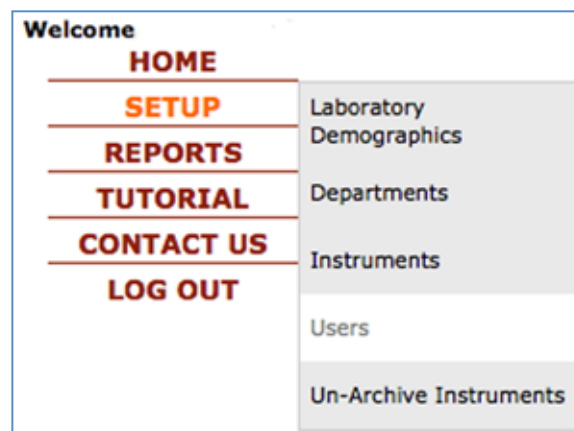 Welcome
HOME
SETUP
REPORTS
TUTORIAL
CONTACT US
LOG OUT
Laboratory
Demographics
Departments
Instruments
Users
Un-Archive Instruments